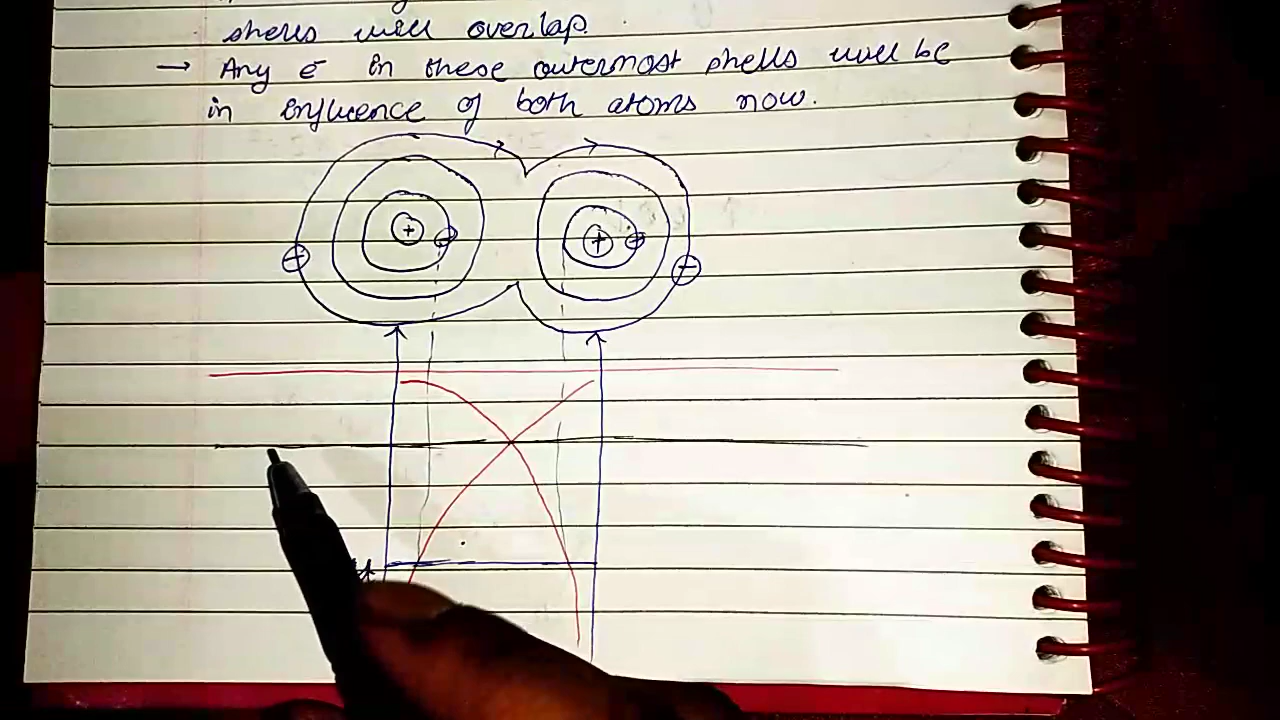 shells will overlap.
→ Any e⁻ in these outermost shells will be
in influence of both atoms now.
+ +